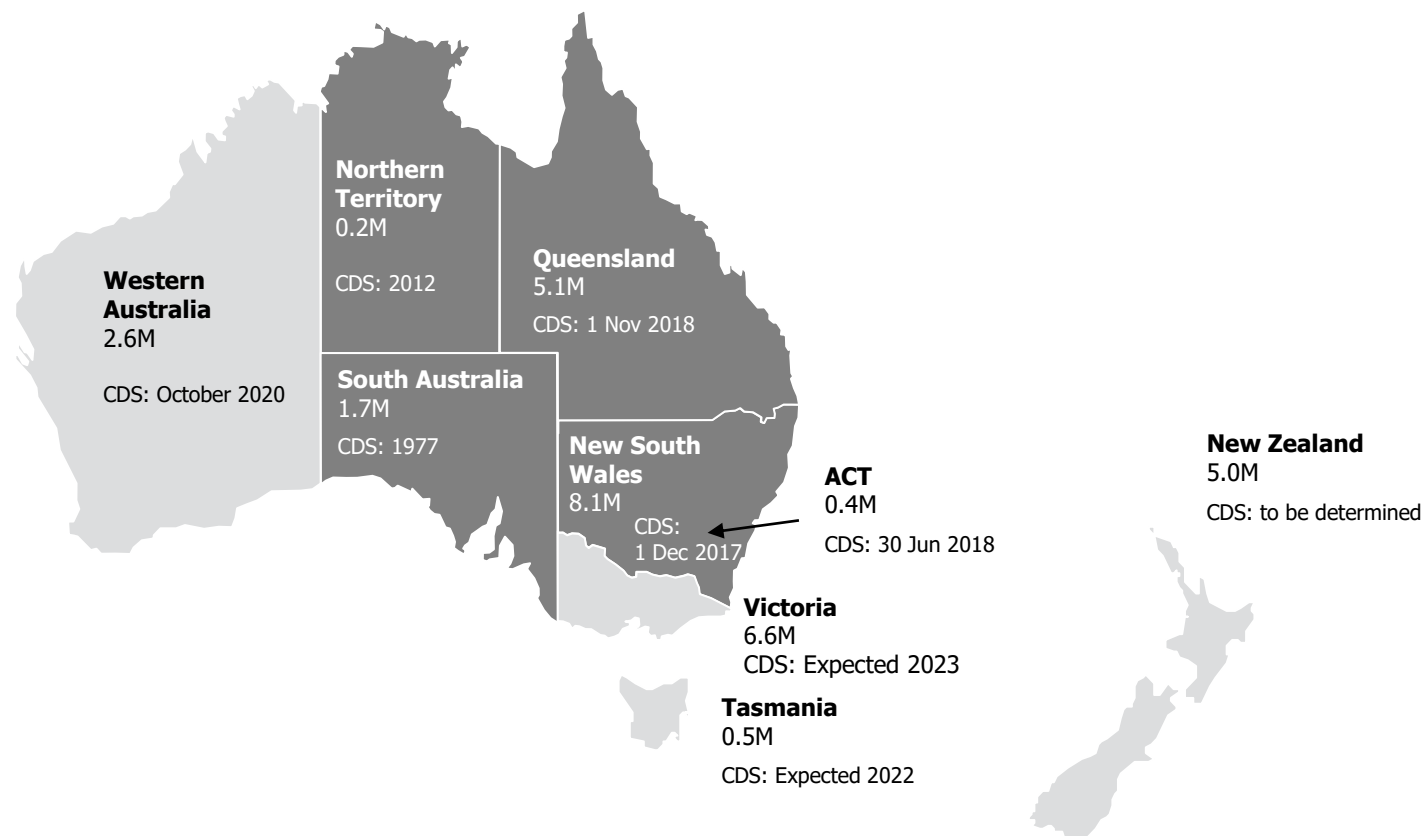 Northern
Territory
0.2M
CDS: 2012
Queensland
5.1M
CDS: 1 Nov 2018
Western
Australia
2.6M
CDS: October 2020
South Australia
1.7M
CDS: 1977
New South
Wales
8.1M
CDS:
1 Dec 2017
ACT
0.4M
CDS: 30 Jun 2018
New Zealand
5.0M
CDS: to be determined
Victoria
6.6M
CDS: Expected 2023
Tasmania
0.5M
CDS: Expected 2022